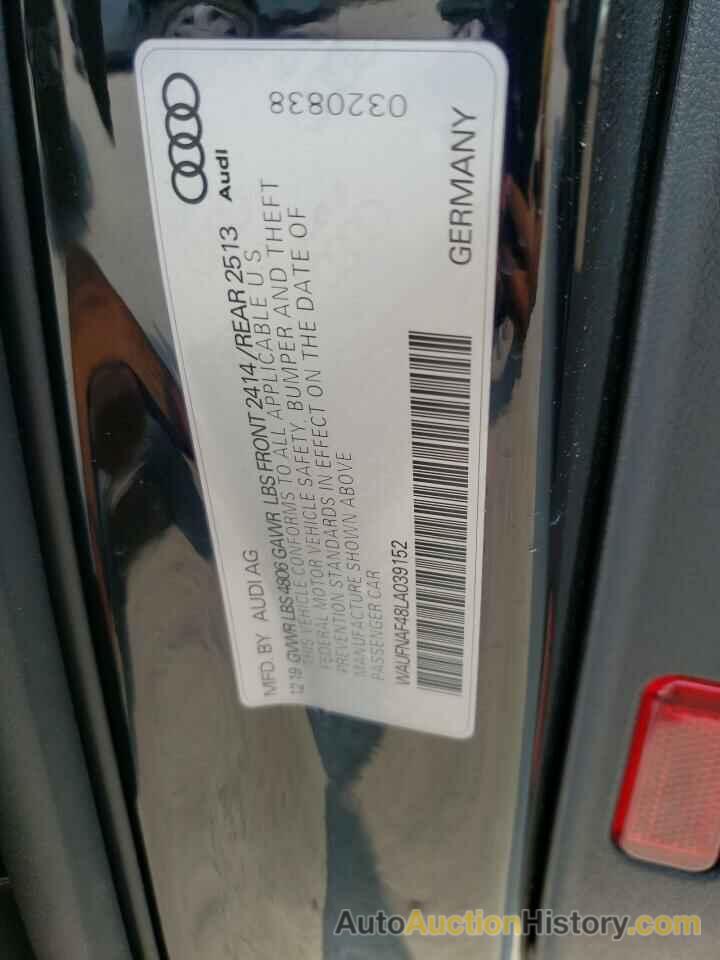 0320838
Audi
MFD. BY AUDI AG
12 19 GVWR LBS 4806 GAWR LBS FRONT 2414/REAR 2513
THIS VEHICLE CONFORMS TO ALL APPLICABLE U S
FEDERAL MOTOR VEHICLE SAFETY, BUMPER AND THEFT
PREVENTION STANDARDS IN EFFECT ON THE DATE OF
MANUFACTURE SHOWN ABOVE
PASSENGER CAR
WAUFNAF48LA039152
GERMANY
AutoAuctionHistory.com